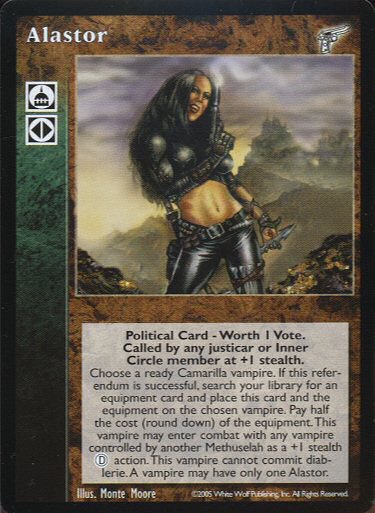 Alastor
Political Card - Worth 1 Vote.
Called by any justicar or Inner
Circle member at +1 stealth.
Choose a ready Camarilla vampire. If this refer-
endum is successful, search your library for an
equipment card and place this card and the
equipment on the chosen vampire. Pay half
the cost (round down) of the equipment. This
vampire may enter combat with any vampire
controlled by another Methuselah as a +1 stealth
D action. This vampire cannot commit diab-
lerie. A vampire may have only one Alastor.
Illus. Monte Moore
©2005 White Wolf Publishing, Inc. All Rights Reserved.